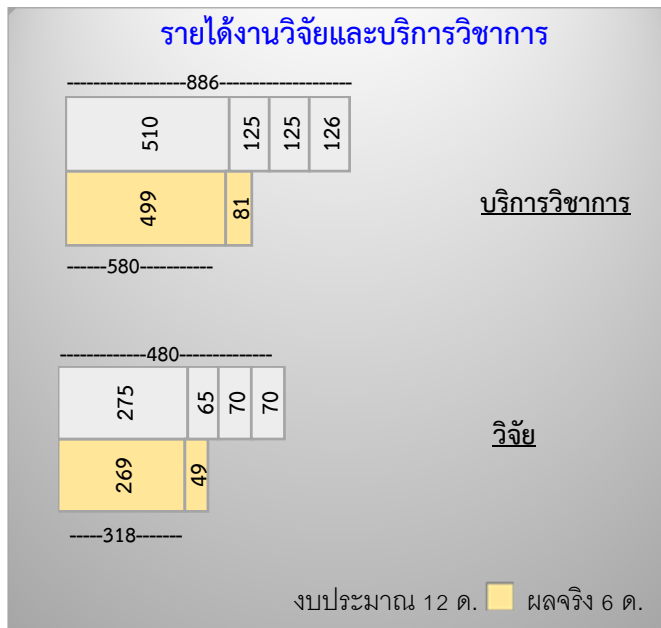 รายได้งานวิจัยและบริการวิชาการ
------------------886--------------------
510 125 125 126
499 81
บริการวิชาการ
------580-----------
-------------480--------------
275 65 70 70
269 49
วิจัย
-----318-------
งบประมาณ 12 ด. ผลจริง 6 ด.